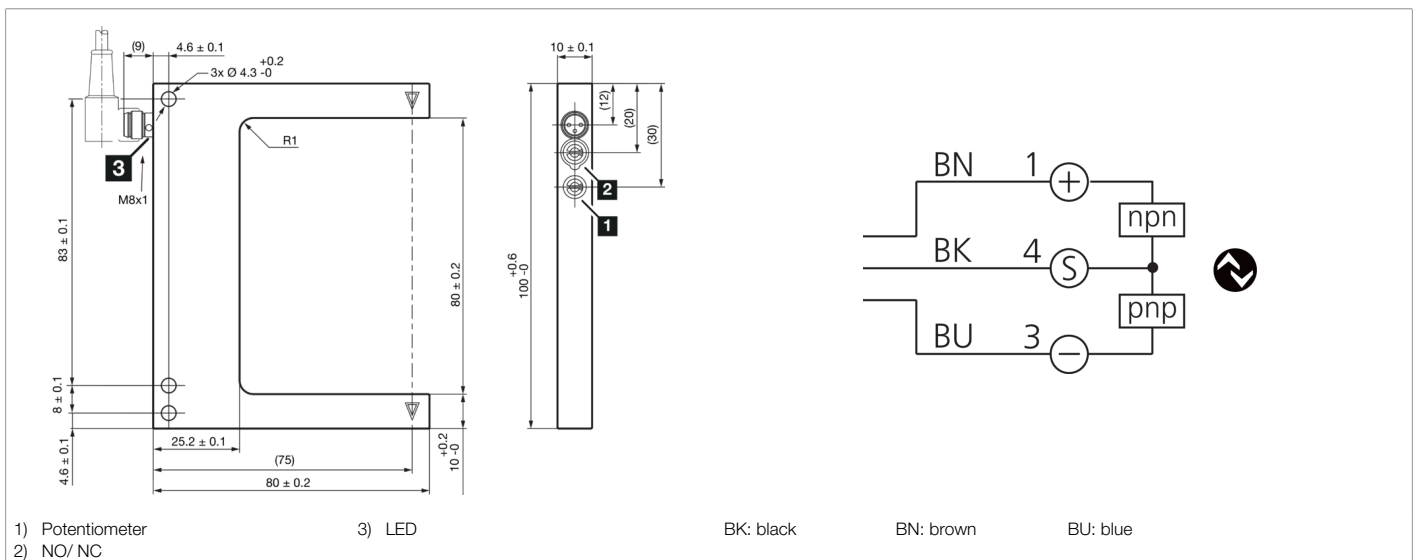 (9)
4.6 ± 0.1
3x Ø 4.3 +0.2 -0
R1
3
M8x1
83 ± 0.1
80 ± 0.2
8 ± 0.1
4.6 ± 0.1
25.2 ± 0.1
(75)
80 ± 0.2
+0.2
10 -0
10 ± 0.1
(12)
(20)
(30)
2
1
+0.6
100 -0
BN 1 +
npn
BK 4 S
pnp
BU 3 −
1) Potentiometer 3) LED BK: black BN: brown BU: blue
2) NO/ NC